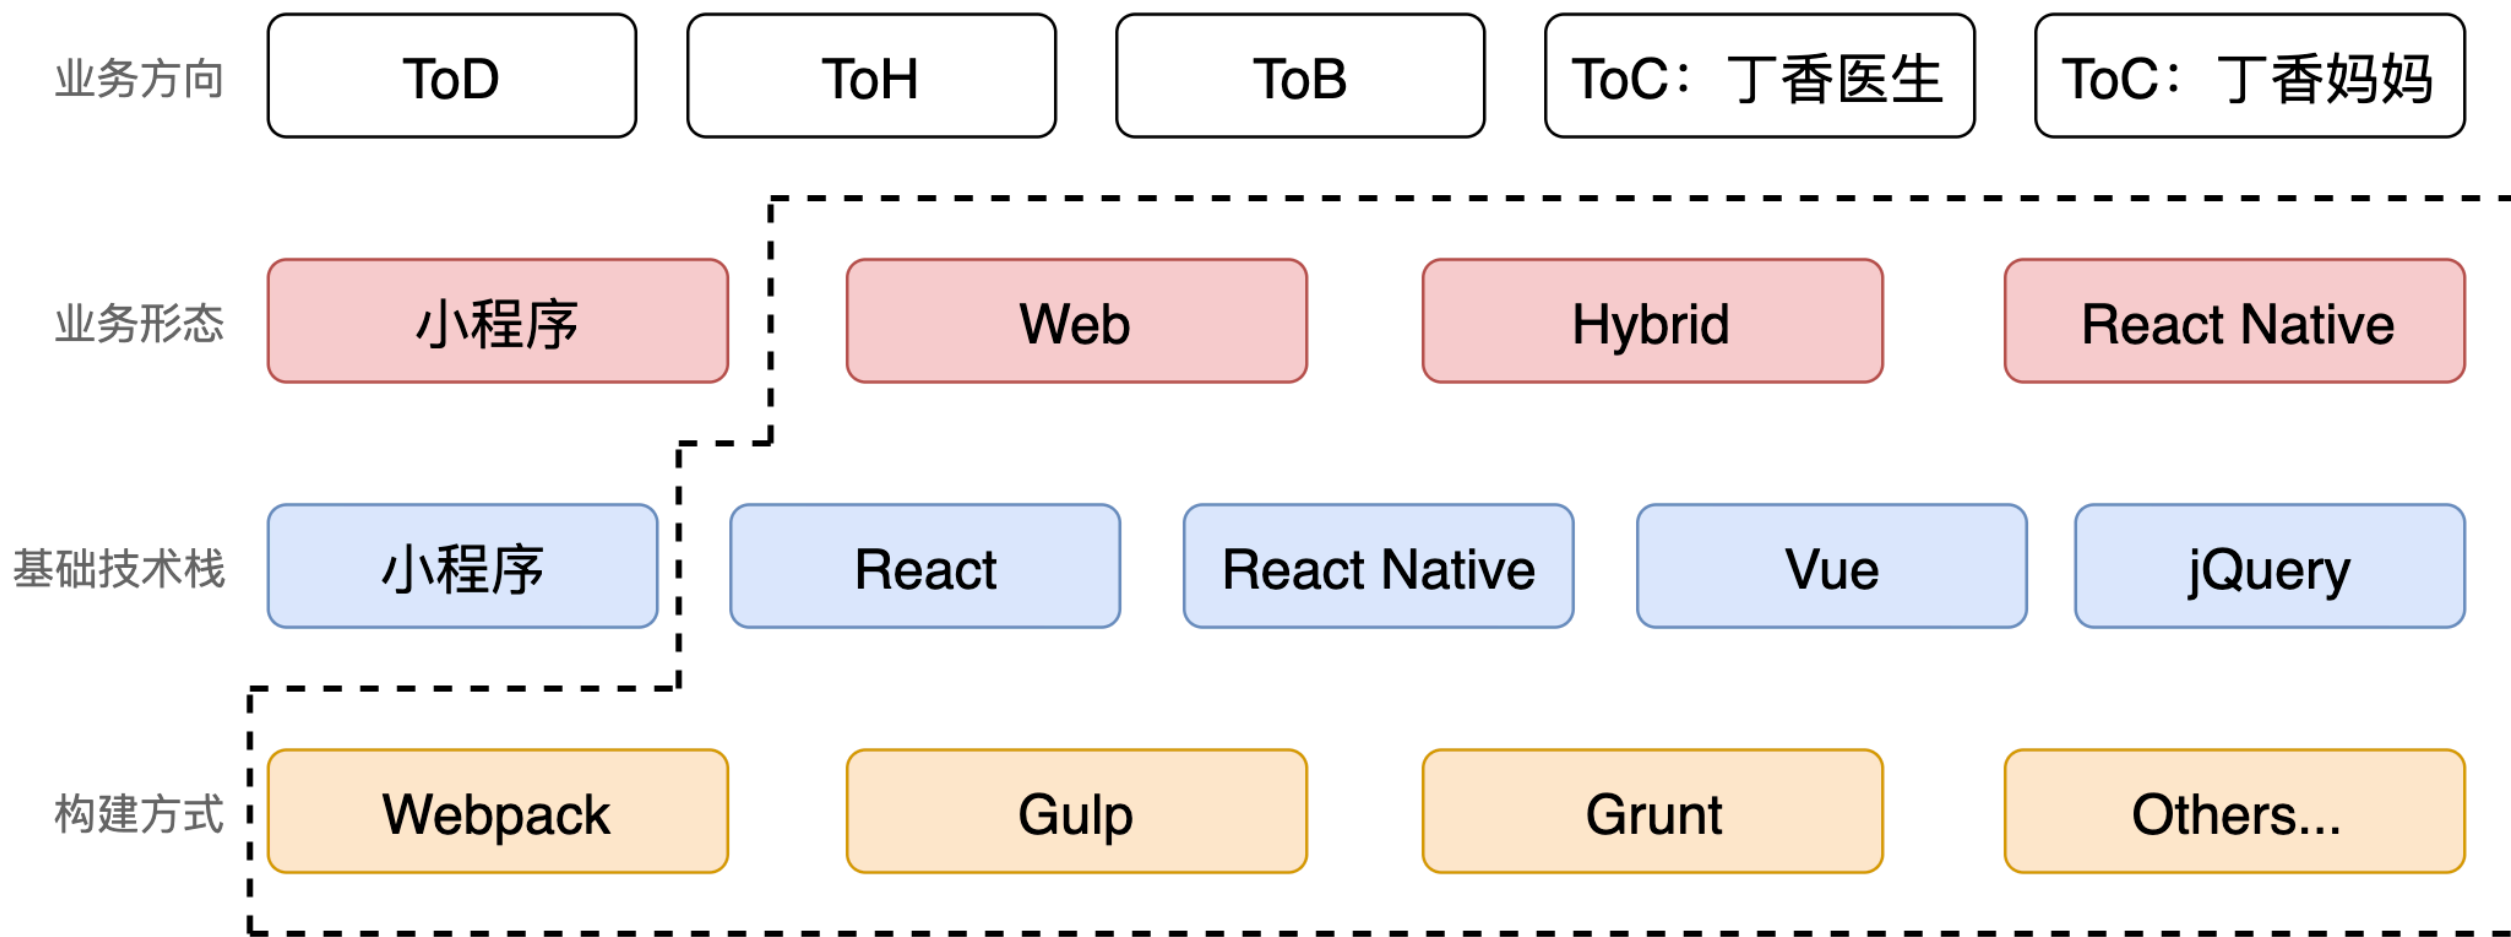 业务方向
ToD
ToH
ToB
ToC：丁香医生
ToC：丁香妈妈
业务形态
小程序
Web
Hybrid
React Native
基础技术栈
小程序
React
React Native
Vue
jQuery
构建方式
Webpack
Gulp
Grunt
Others...